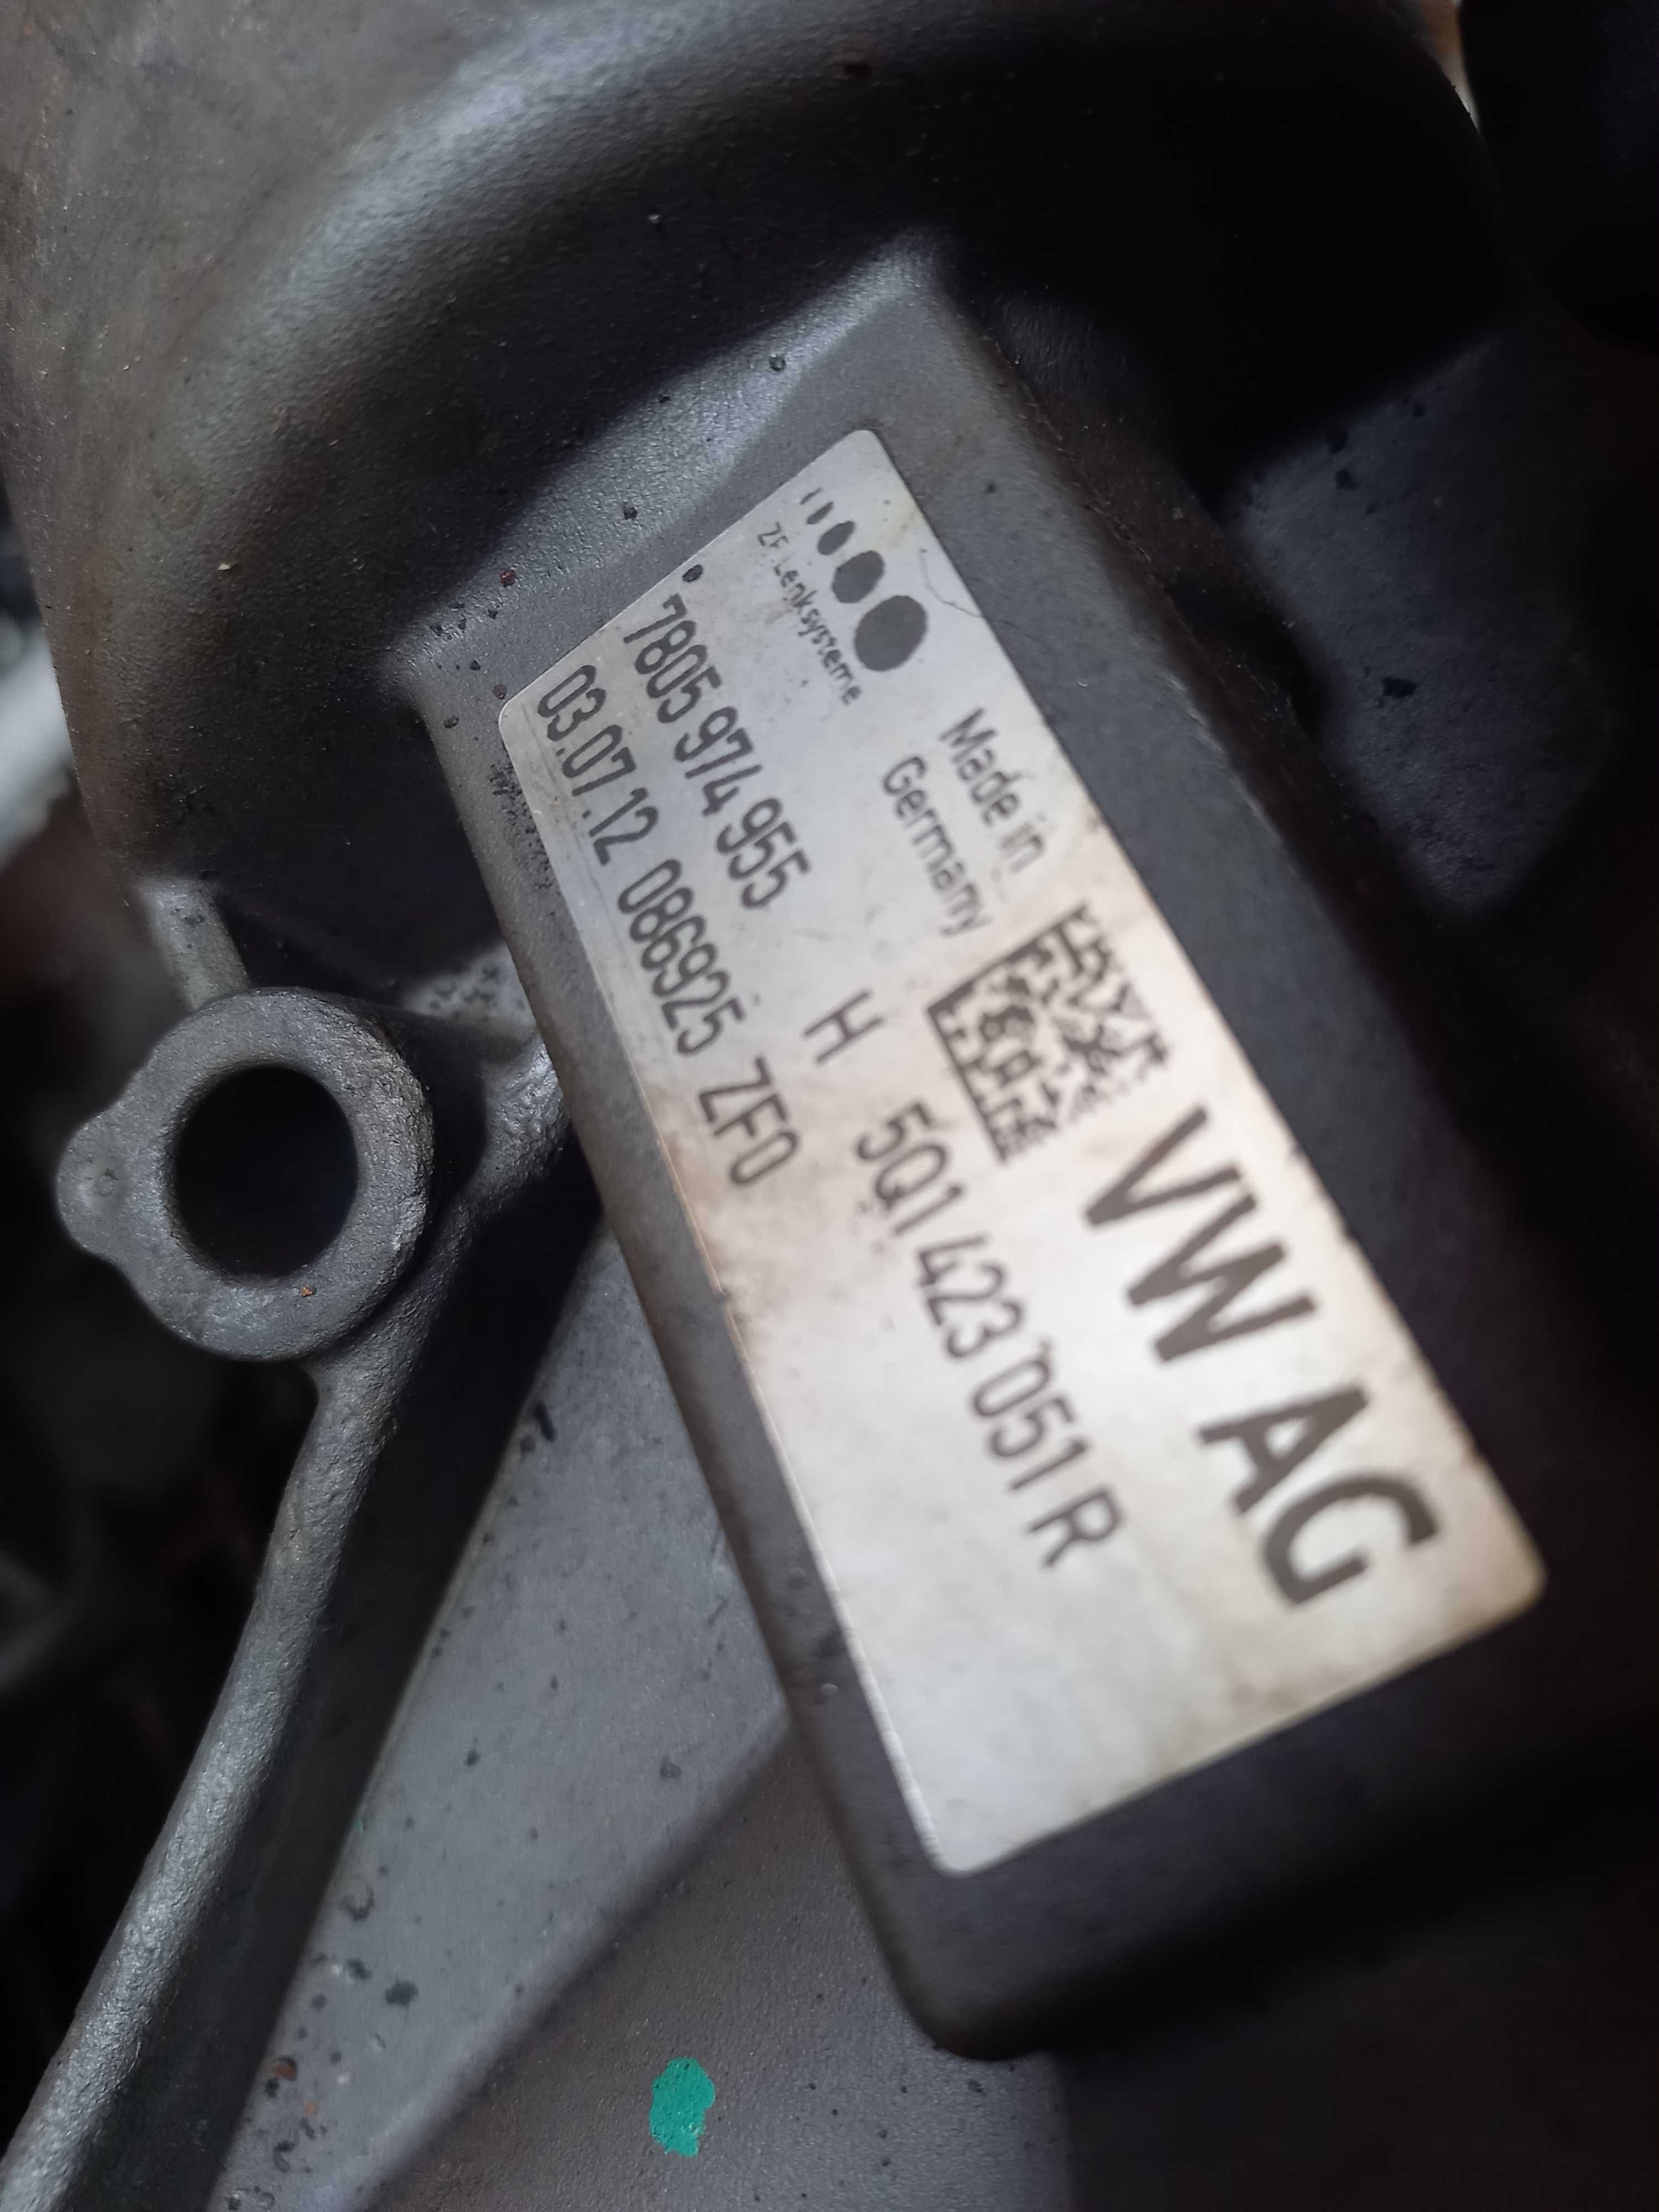 ZF Lenksysteme
Made in
Germany
VW AG
7805 974 955
H
5Q1 423 051 R
03.07.12 086925 ZF0